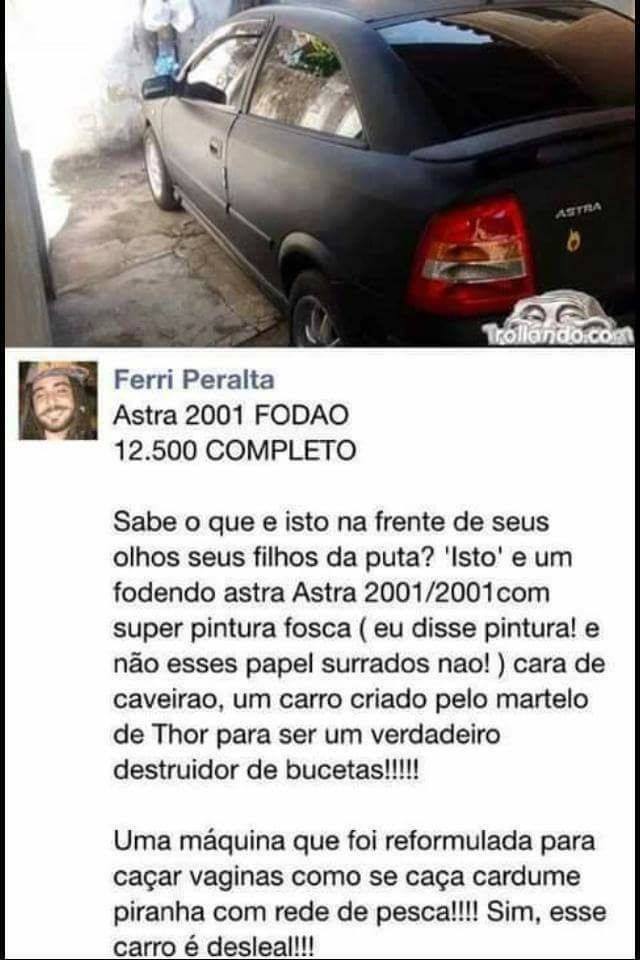 ASTRA
Trollando.com
Ferri Peralta
Astra 2001 FODAO
12.500 COMPLETO
Sabe o que e isto na frente de seus
olhos seus filhos da puta? 'Isto' e um
fodendo astra Astra 2001/2001com
super pintura fosca ( eu disse pintura! e
não esses papel surrados nao! ) cara de
caveirao, um carro criado pelo martelo
de Thor para ser um verdadeiro
destruidor de bucetas!!!!!
Uma máquina que foi reformulada para
caçar vaginas como se caça cardume
piranha com rede de pesca!!!! Sim, esse
carro é desleal!!!